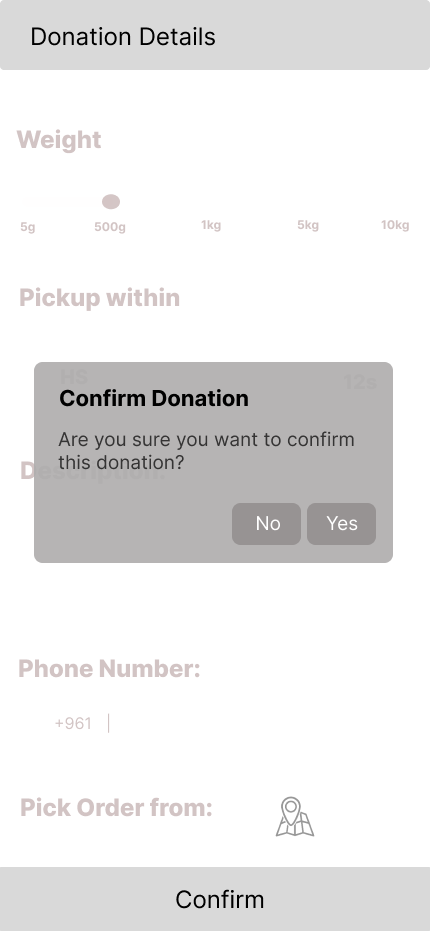 Donation Details
Weight
5g 500g 1kg 5kg 10kg
Pickup within
HS 12s
Confirm Donation
Are you sure you want to confirm
this donation?
Description:
No Yes
Phone Number:
+961
Pick Order from:
Confirm